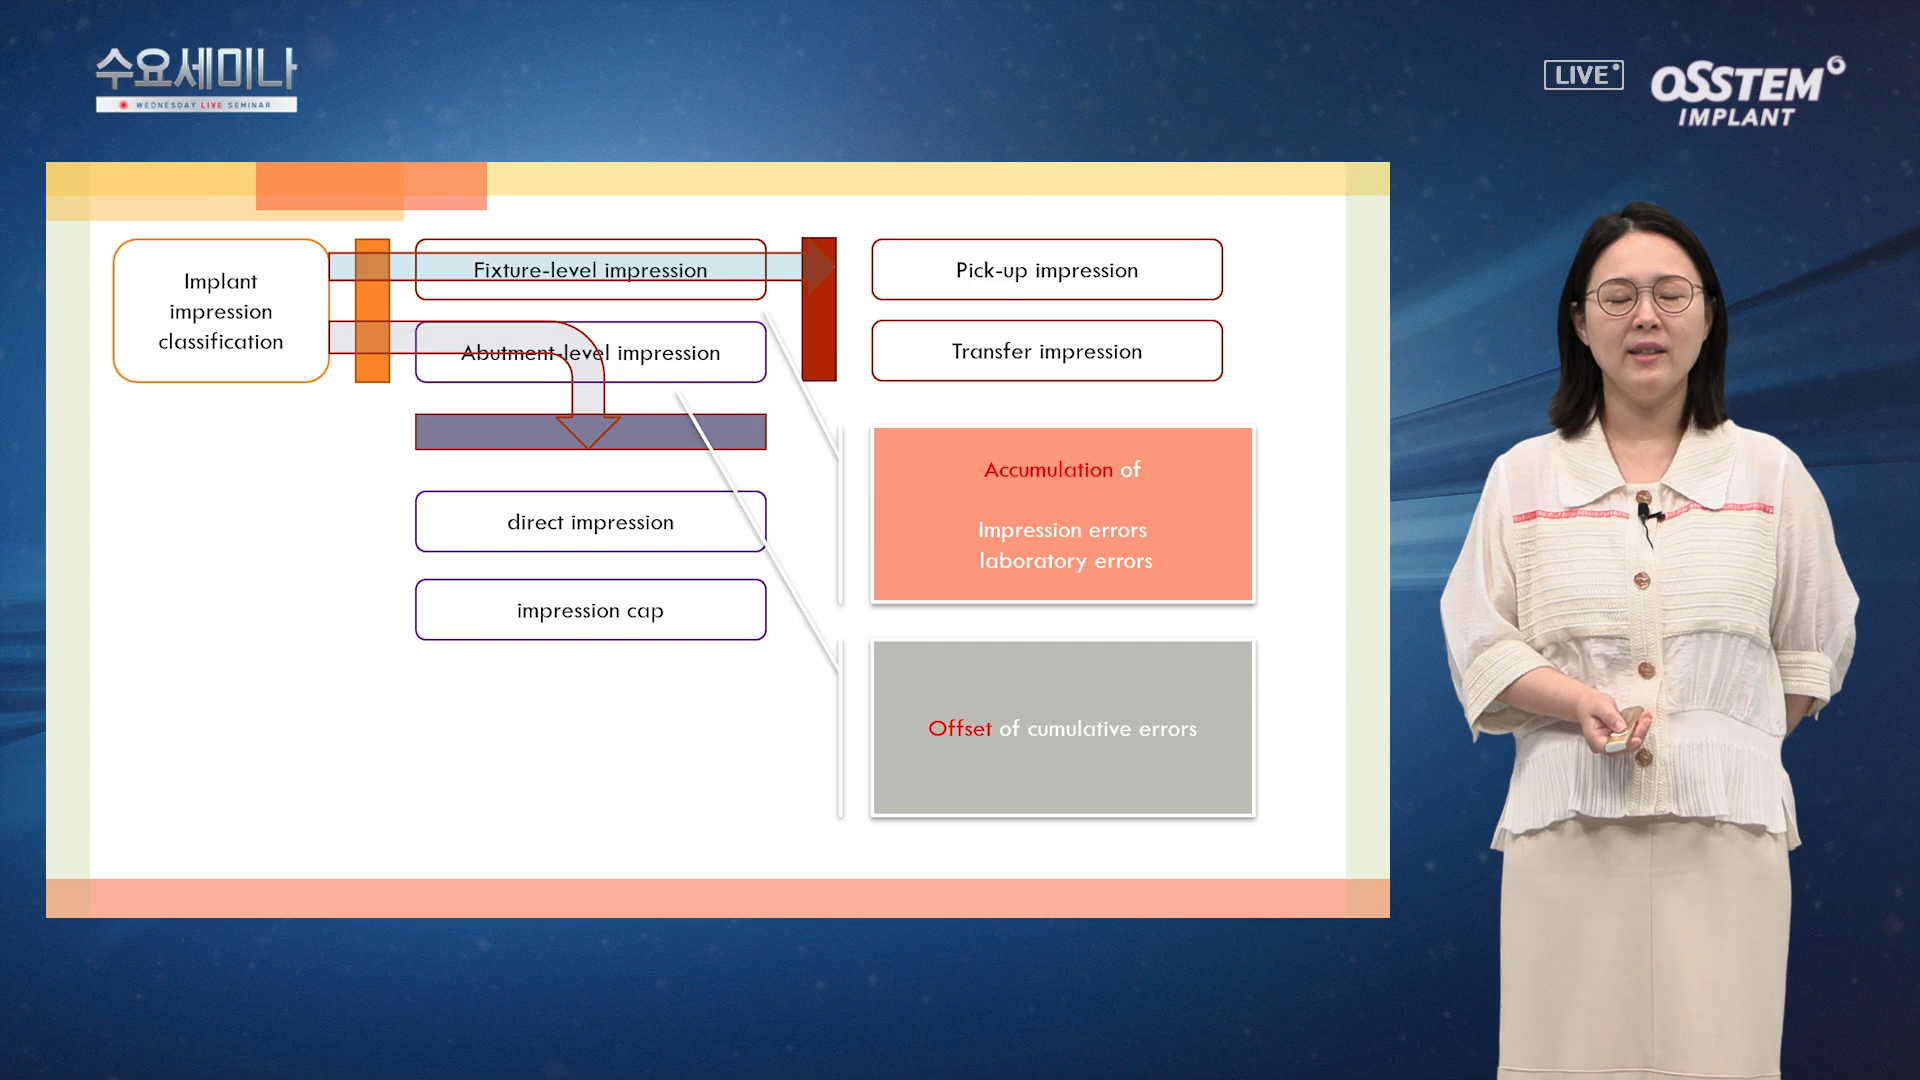 수요세미나
WEDNESDAY LIVE SEMINAR
LIVE
OSSTEM
IMPLANT
Implant
impression
classification
Fixture-level impression
Abutment-level impression
direct impression
impression cap
Pick-up impression
Transfer impression
Accumulation of
Impression errors
laboratory errors
Offset of cumulative errors